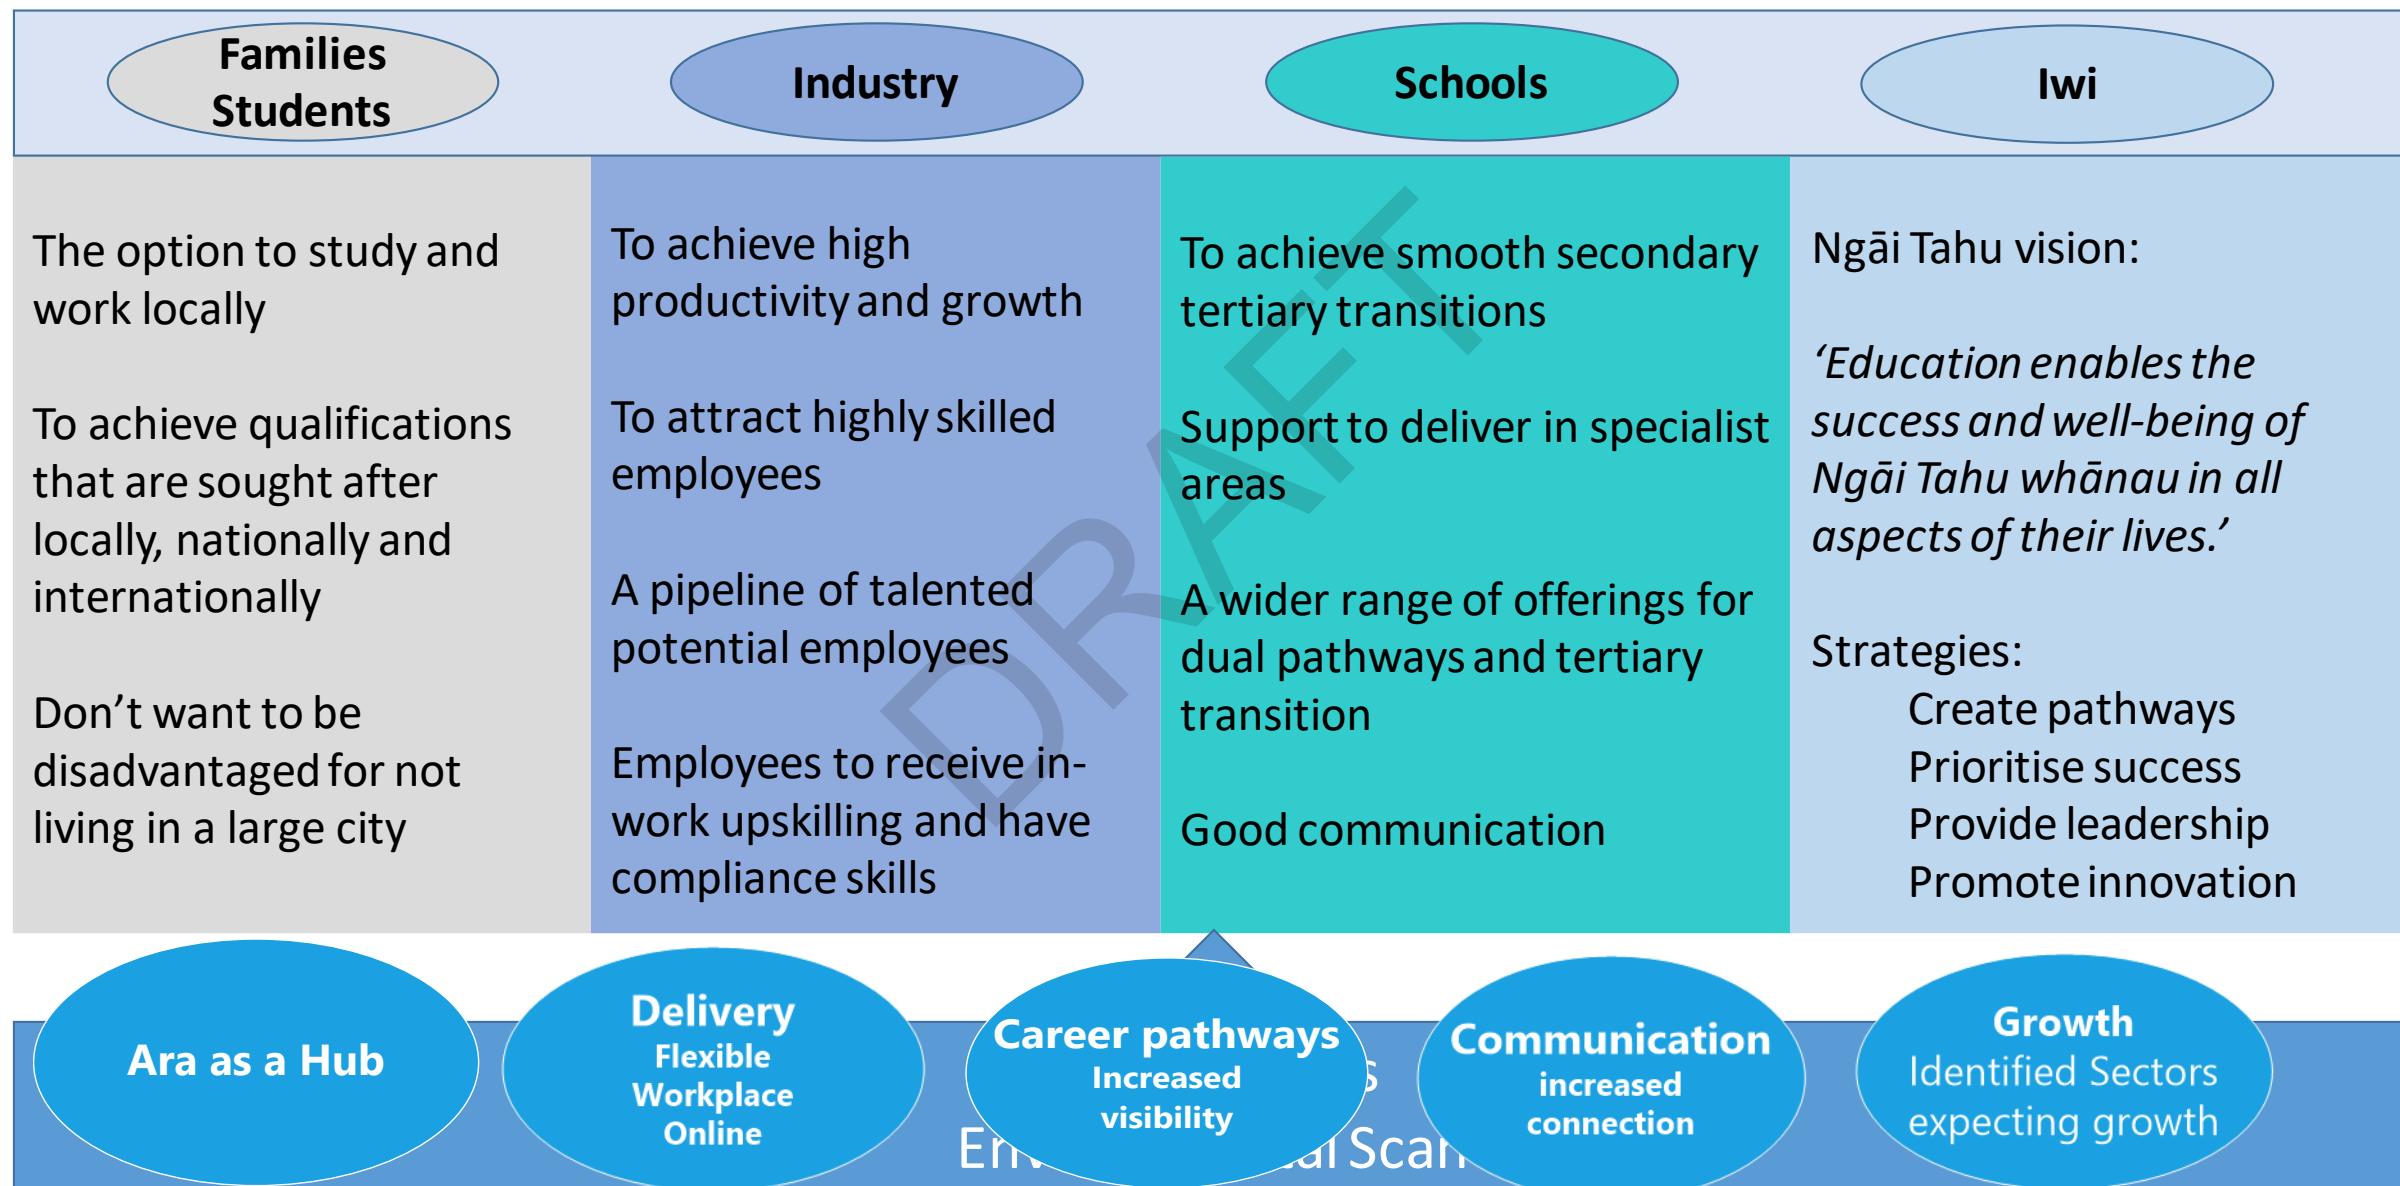 Families
Students
Industry
Schools
Iwi
The option to study and
work locally
To achieve qualifications
that are sought after
locally, nationally and
internationally
Don’t want to be
disadvantaged for not
living in a large city
To achieve high
productivity and growth
To attract highly skilled
employees
A pipeline of talented
potential employees
Employees to receive in-
work upskilling and have
compliance skills
To achieve smooth secondary
tertiary transitions
Support to deliver in specialist
areas
A wider range of offerings for
dual pathways and tertiary
transition
Good communication
Ngāi Tahu vision:
‘Education enables the
success and well-being of
Ngāi Tahu whānau in all
aspects of their lives.’
Strategies:
Create pathways
Prioritise success
Provide leadership
Promote innovation
DRAFT
Ara as a Hub
Delivery
Flexible
Workplace
Online
Career pathways
Increased
visibility
Communication
increased
connection
Growth
Identified Sectors
expecting growth